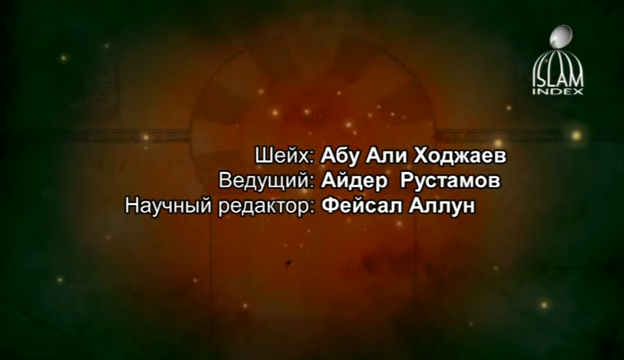 ISLAM
INDEX
Шейх: Абу Али Ходжаев
Ведущий: Айдер Рустамов
Научный редактор: Фейсал Аллун